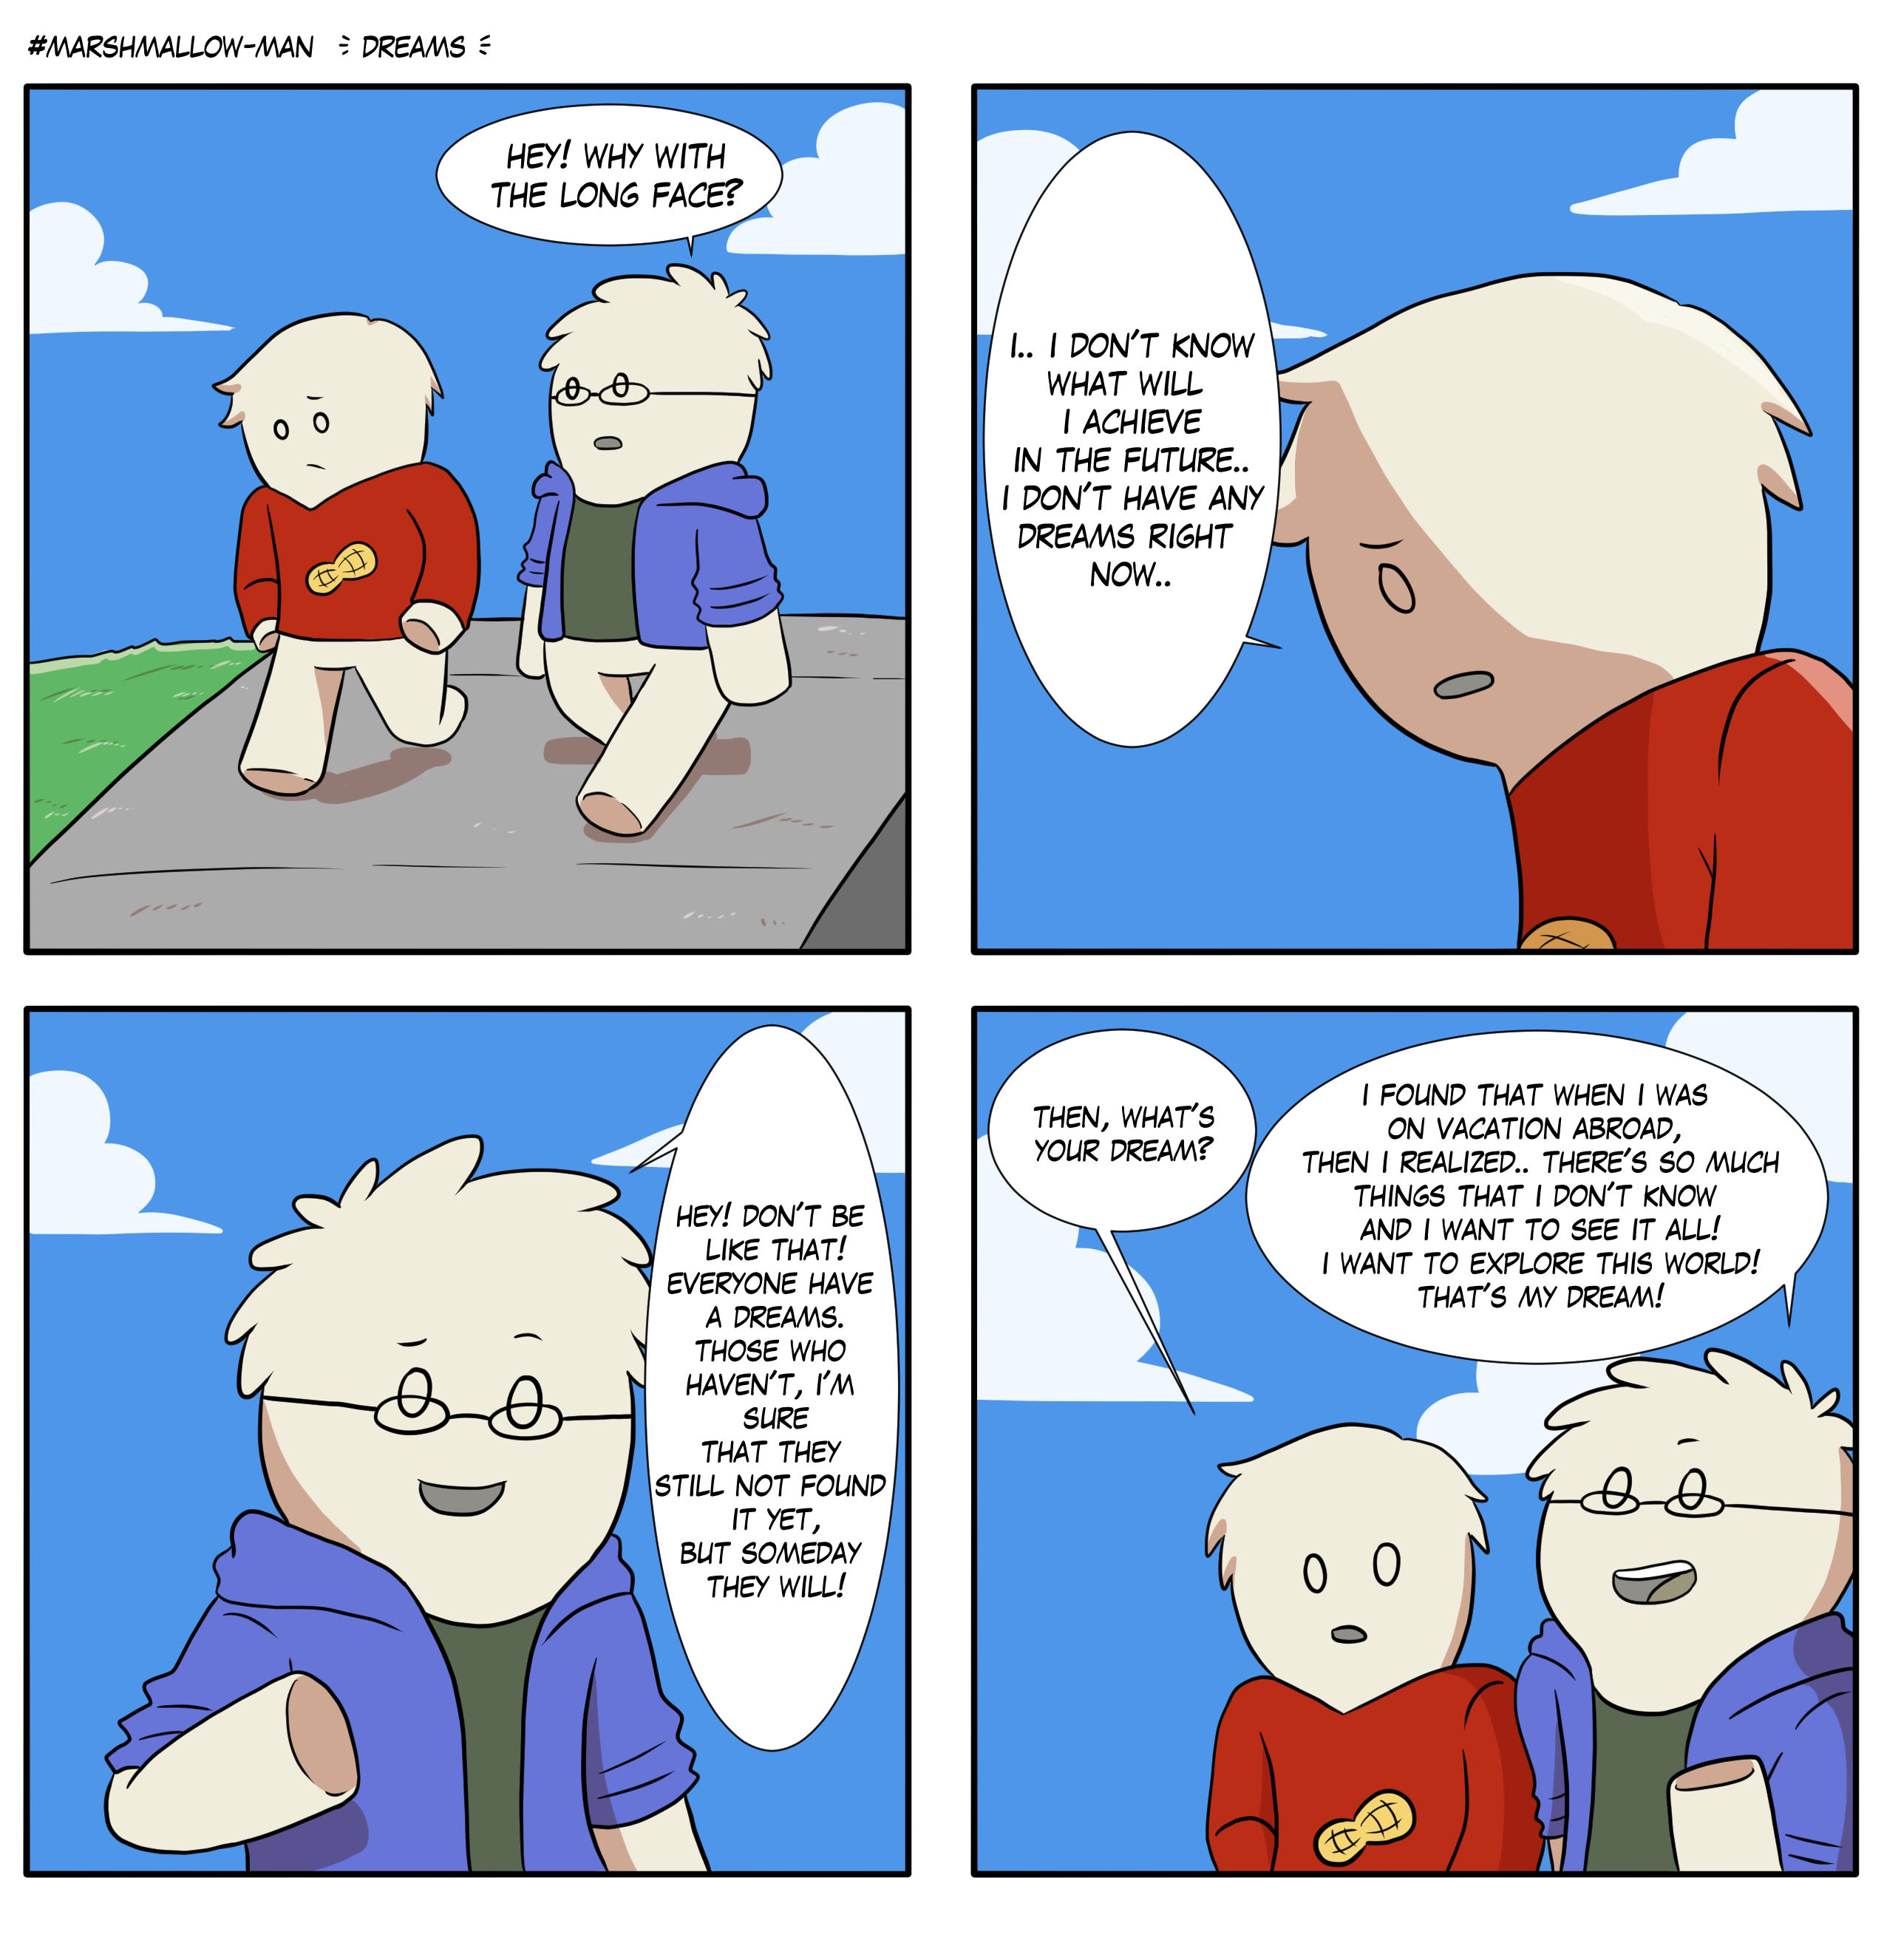 #MARSHMALLOW-MAN DREAMS
HEY! WHY WITH
THE LONG FACE?
I.. I DON'T KNOW
WHAT WILL
I ACHIEVE
IN THE FUTURE..
I DON'T HAVE ANY
DREAMS RIGHT
NOW..
HEY! DON'T BE
LIKE THAT!
EVERYONE HAVE
A DREAMS.
THOSE WHO
HAVEN'T, I'M
SURE
THAT THEY
STILL NOT FOUND
IT YET,
BUT SOMEDAY
THEY WILL!
THEN, WHAT'S
YOUR DREAM?
I FOUND THAT WHEN I WAS
ON VACATION ABROAD,
THEN I REALIZED.. THERE'S SO MUCH
THINGS THAT I DON'T KNOW
AND I WANT TO SEE IT ALL!
I WANT TO EXPLORE THIS WORLD!
THAT'S MY DREAM!